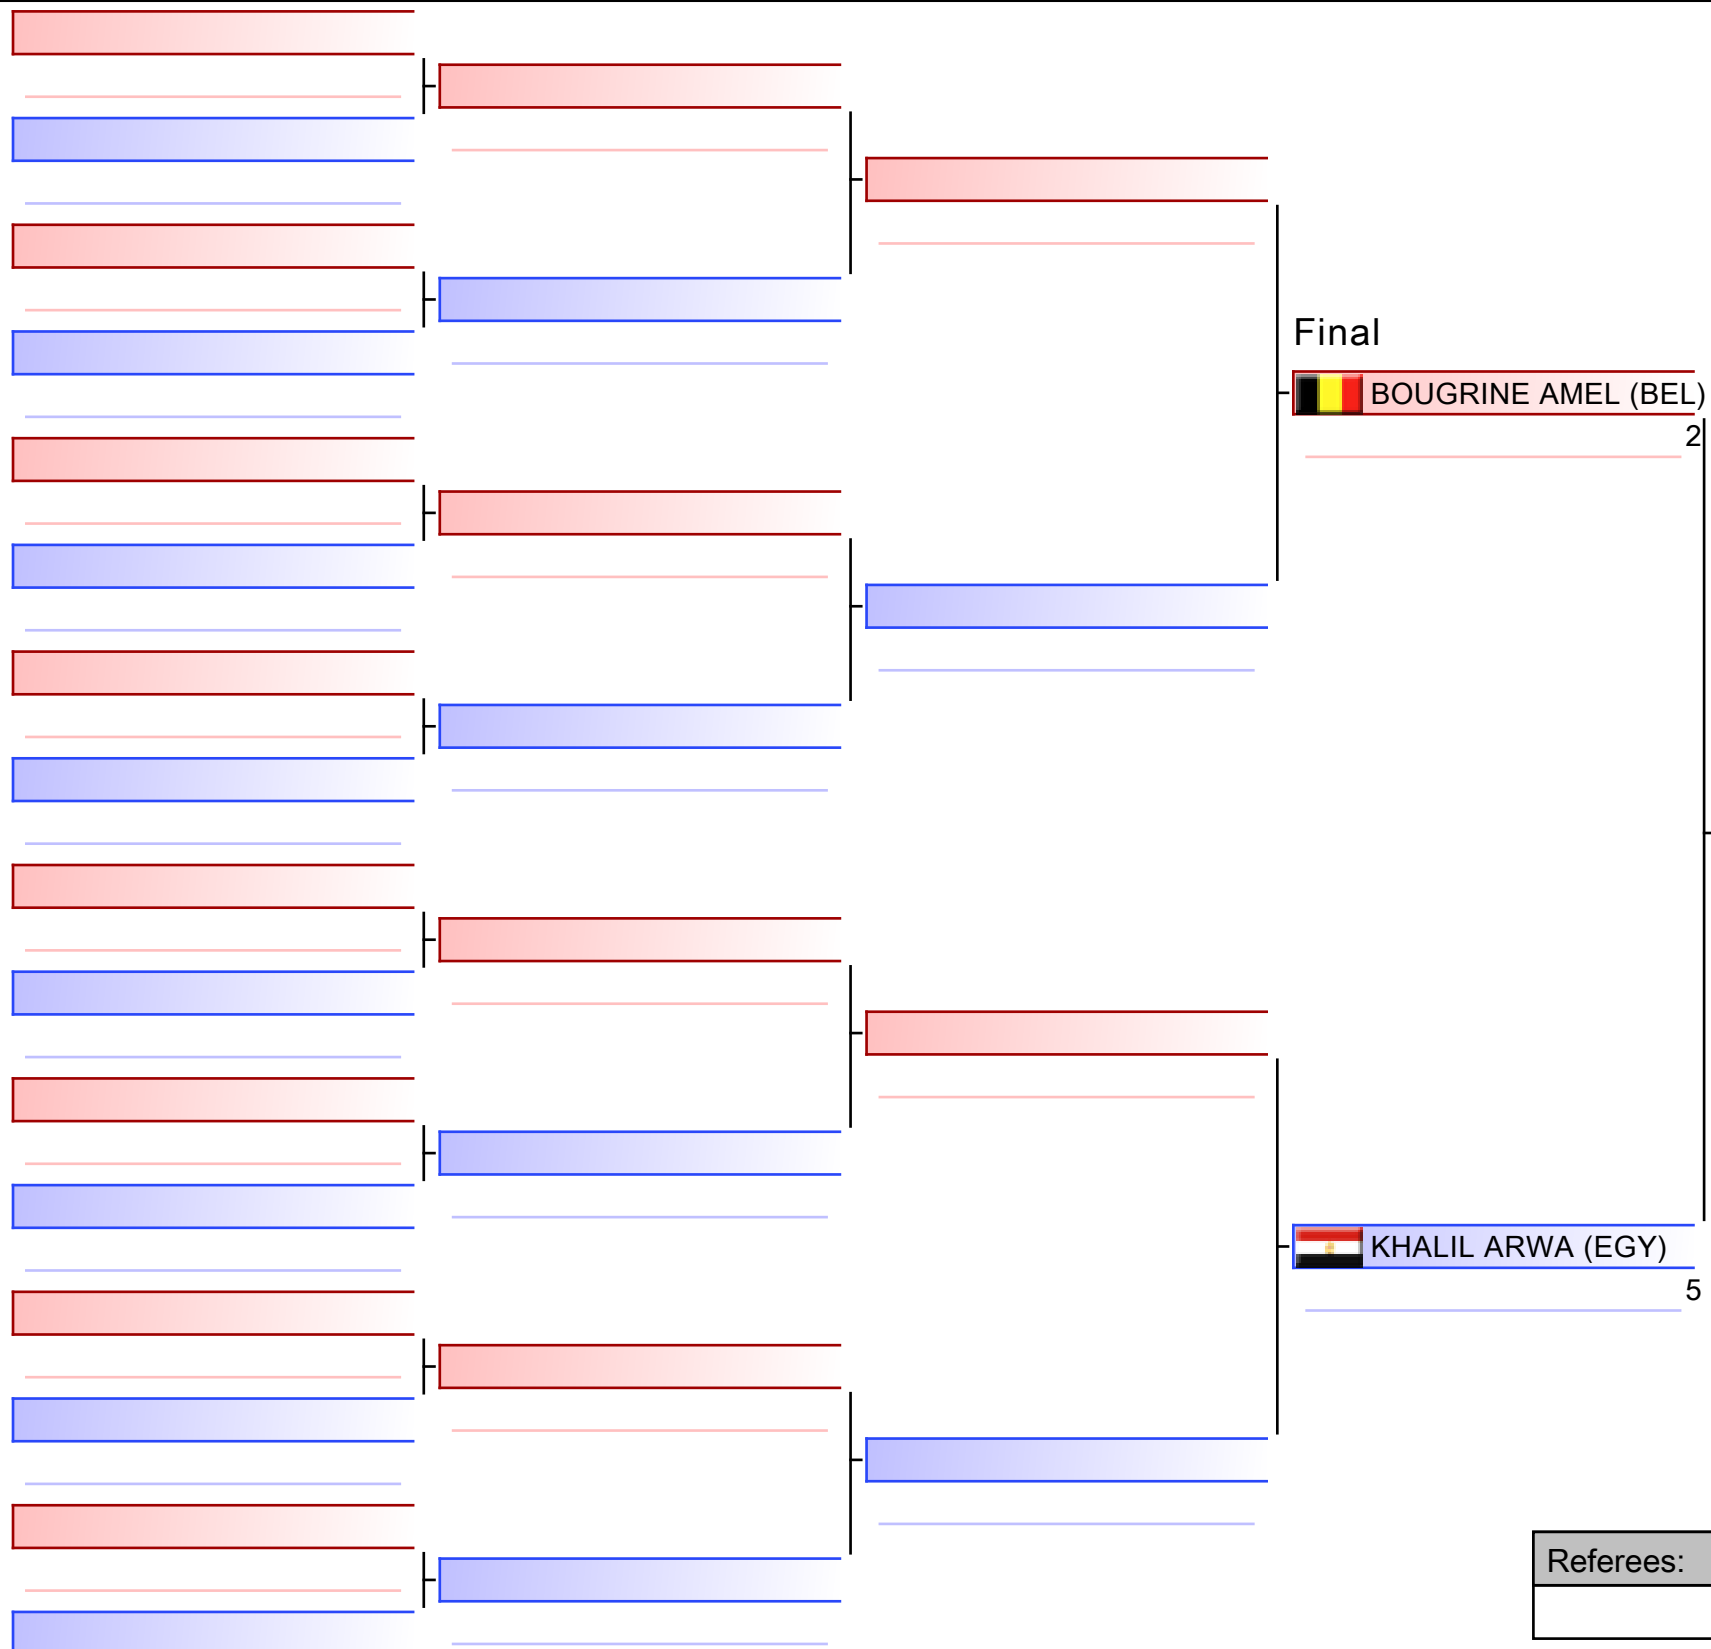 Final
BOUGRINE AMEL (BEL)
2
KHALIL ARWA (EGY)
5
Referees: